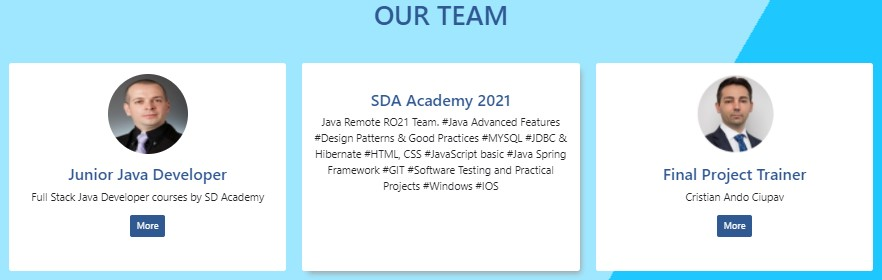 OUR TEAM
Junior Java Developer
Full Stack Java Developer courses by SD Academy
More
SDA Academy 2021
Java Remote RO21 Team. #Java Advanced Features
#Design Patterns & Good Practices #MYSQL #JDBC &
Hibernate #HTML, CSS #JavaScript basic #Java Spring
Framework #GIT #Software Testing and Practical
Projects #Windows #IOS
Final Project Trainer
Cristian Ando Ciupav
More